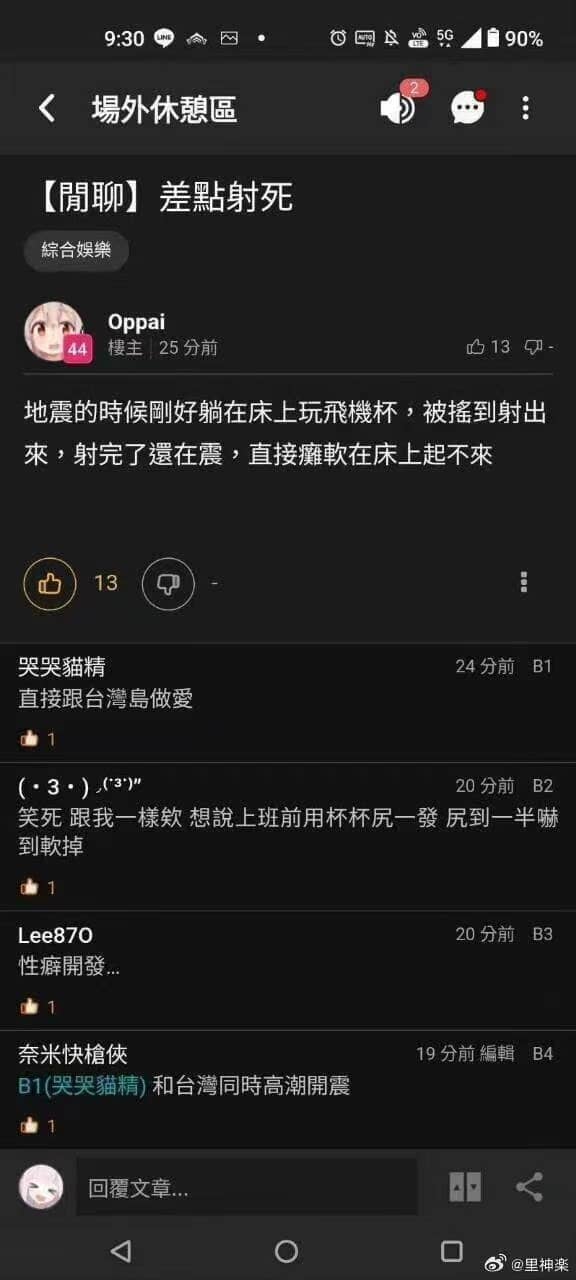 9:30 LINE AUTO VO LTE 5G 90%
場外休憩區 2
【閒聊】差點射死
綜合娛樂
Oppai
44
樓主 25 分前 13 -
地震的時候剛好躺在床上玩飛機杯，被搖到射出
來，射完了還在震，直接癱軟在床上起不來
13 -
哭哭貓精 24 分前 B1
直接跟台灣島做愛
1
(・3・) ◞(˙³˙)” 20 分前 B2
笑死 跟我一樣欸 想說上班前用杯杯尻一發 尻到一半嚇
到軟掉
1
Lee87O 20 分前 B3
性癖開發...
1
奈米快槍俠 19 分前 編輯 B4
B1(哭哭貓精) 和台灣同時高潮開震
1
回覆文章...
@里神楽